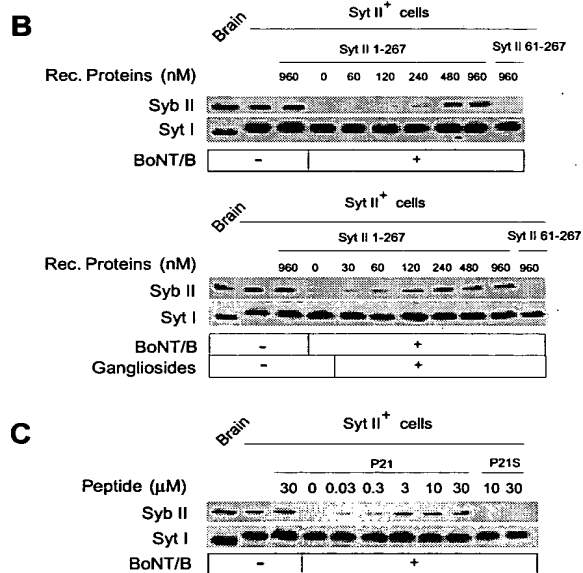 B
Brain
Syt II+ cells
Syt II 1-267
Syt II 61-267
Rec. Proteins (nM) 960 0 60 120 240 480 960 960
Syb II
Syt I
BoNT/B - +
Brain
Syt II+ cells
Syt II 1-267
Syt II 61-267
Rec. Proteins (nM) 960 0 30 60 120 240 480 960 960
Syb II
Syt I
BoNT/B - +
Gangliosides - +
C
Brain
Syt II+ cells
P21
P21S
Peptide (μM) 30 0 0.03 0.3 3 10 30 10 30
Syb II
Syt I
BoNT/B - +